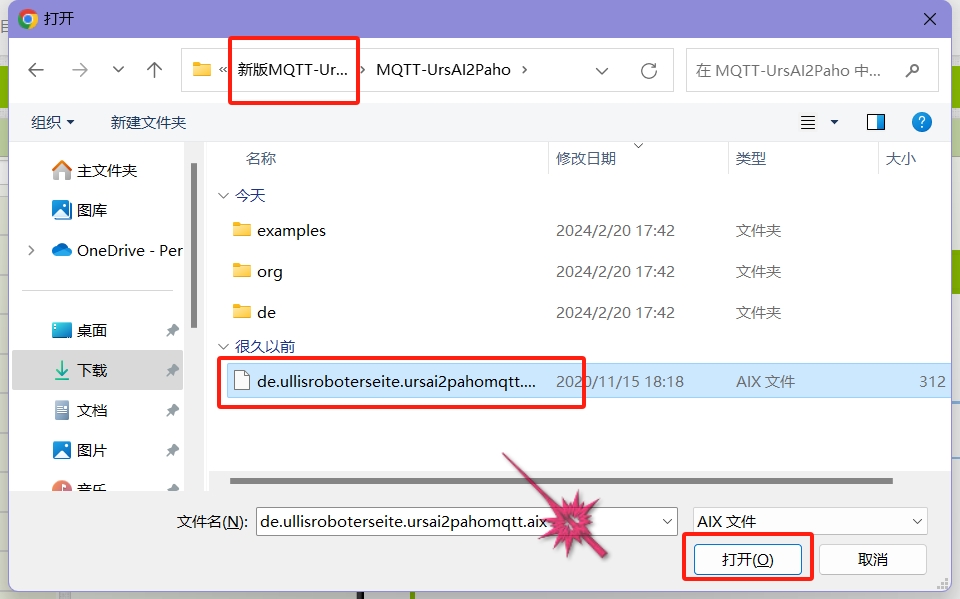 打开
新版MQTT-Ur... MQTT-UrsAI2Paho
在 MQTT-UrsAI2Paho 中...
组织 新建文件夹
名称 修改日期 类型 大小
主文件夹
图库
OneDrive - Per
桌面
下载
文档
图片
音乐
今天
examples 2024/2/20 17:42 文件夹
org 2024/2/20 17:42 文件夹
de 2024/2/20 17:42 文件夹
很久以前
de.ullisroboterseite.ursai2pahomqtt.... 2020/11/15 18:18 AIX 文件 312
文件名(N): de.ullisroboterseite.ursai2pahomqtt.aix AIX 文件
打开(O) 取消